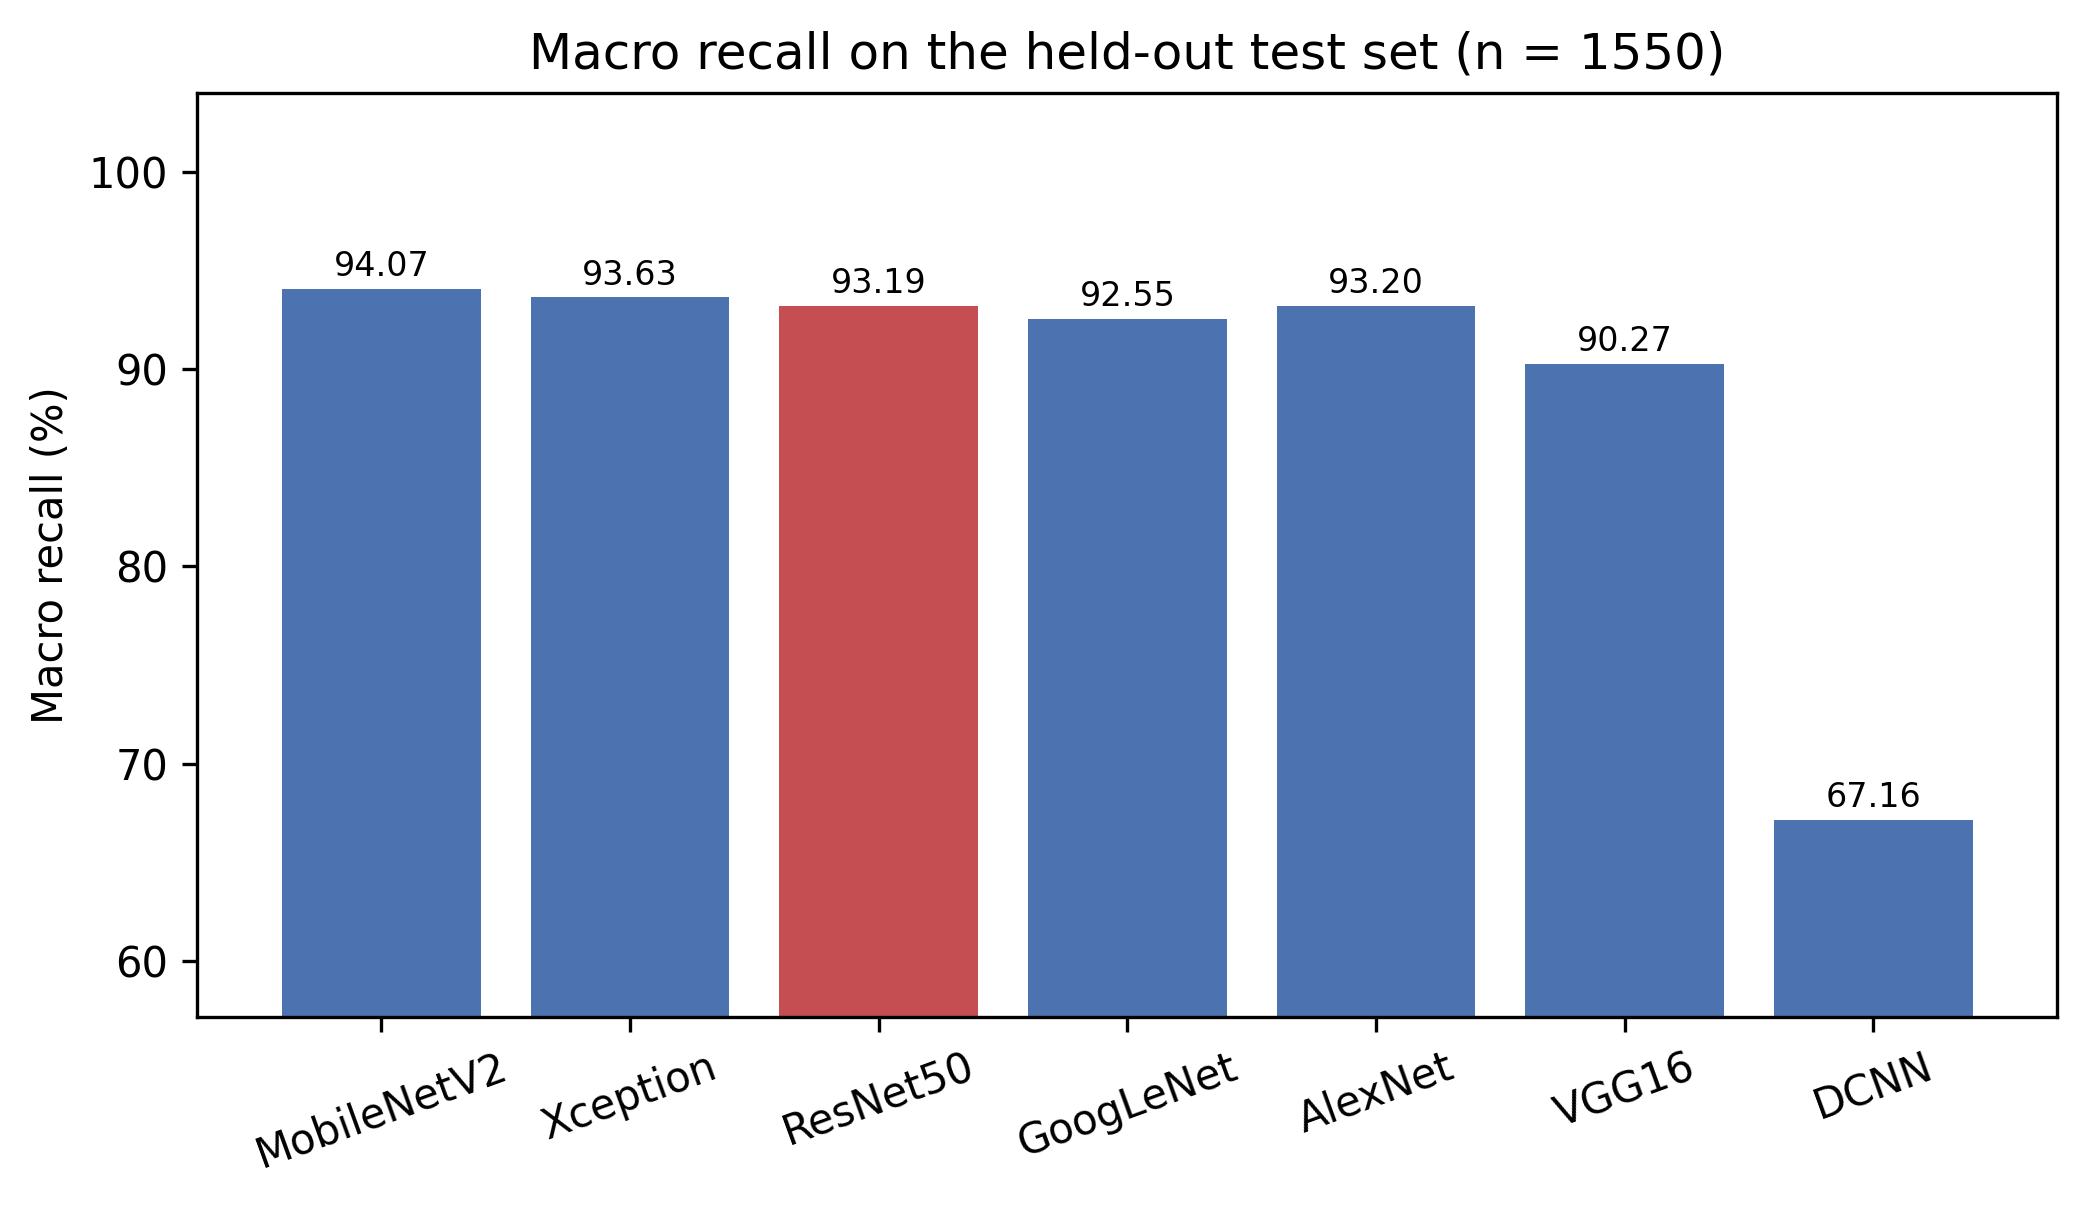 Macro recall on the held-out test set (n = 1550)
Macro recall (%)
100
90
80
70
60
94.07
93.63
93.19
92.55
93.20
90.27
67.16
MobileNetV2
Xception
ResNet50
GoogLeNet
AlexNet
VGG16
DCNN